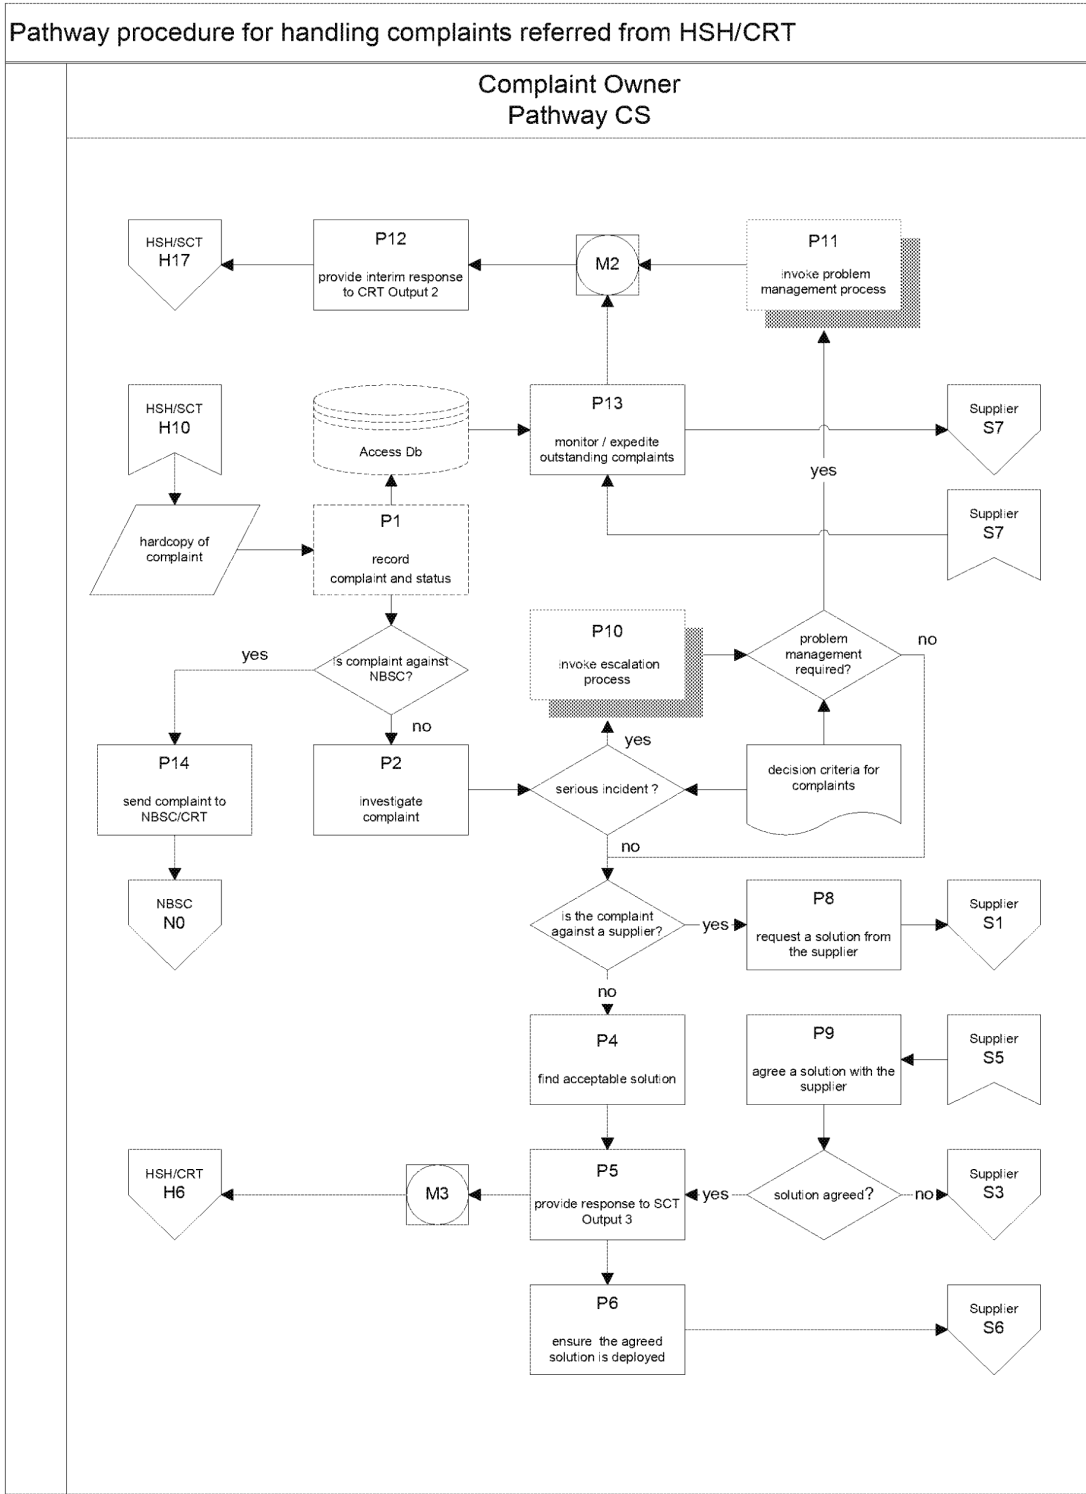 Pathway procedure for handling complaints referred from HSH/CRT
Complaint Owner
Pathway CS
HSH/SCT
H17
P12
provide interim response
to CRT Output 2
M2
P11
invoke problem
management process
HSH/SCT
H10
Access Db
P13
monitor / expedite
outstanding complaints
Supplier
S7
yes
hardcopy of
complaint
P1
record
complaint and status
Supplier
S7
P10
invoke escalation
process
problem
management
required?
no
yes
is complaint against
NBSC?
no
yes
P14
send complaint to
NBSC/CRT
P2
investigate
complaint
serious incident ?
decision criteria for
complaints
no
NBSC
N0
is the complaint
against a supplier?
yes
P8
request a solution from
the supplier
Supplier
S1
no
P4
find acceptable solution
P9
agree a solution with the
supplier
Supplier
S5
HSH/CRT
H6
M3
P5
provide response to SCT
Output 3
yes
solution agreed?
no
Supplier
S3
P6
ensure the agreed
solution is deployed
Supplier
S6